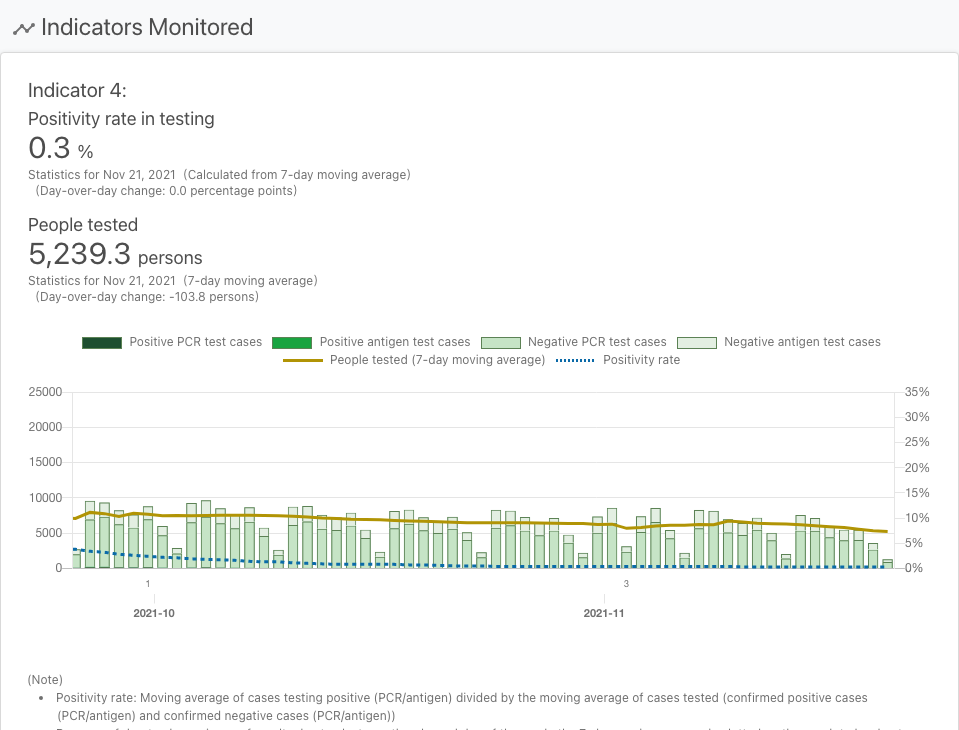 Indicators Monitored
Indicator 4:
Positivity rate in testing
0.3 %
Statistics for Nov 21, 2021 (Calculated from 7-day moving average)
(Day-over-day change: 0.0 percentage points)
People tested
5,239.3 persons
Statistics for Nov 21, 2021 (7-day moving average)
(Day-over-day change: -103.8 persons)
Positive PCR test cases Positive antigen test cases Negative PCR test cases Negative antigen test cases
People tested (7-day moving average) Positivity rate
25000 35%
30%
20000
25%
15000 20%
15%
10000
10%
5000 5%
0 0%
1 3
2021-10 2021-11
(Note)
• Positivity rate: Moving average of cases testing positive (PCR/antigen) divided by the moving average of cases tested (confirmed positive cases
(PCR/antigen) and confirmed negative cases (PCR/antigen))